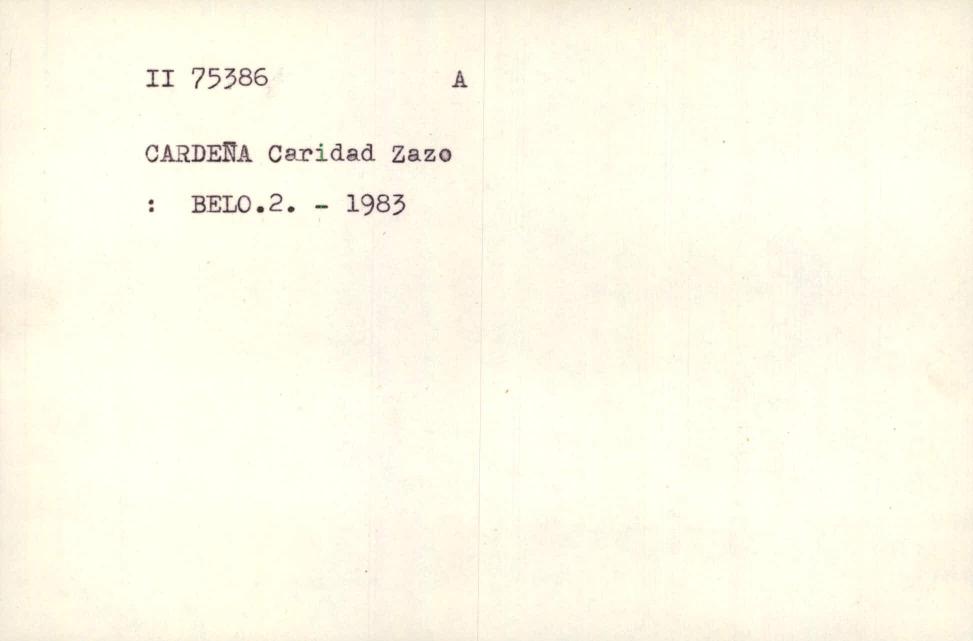 II 75386 A
CARDEÑA Caridad Zazo
: BELO.2. - 1983